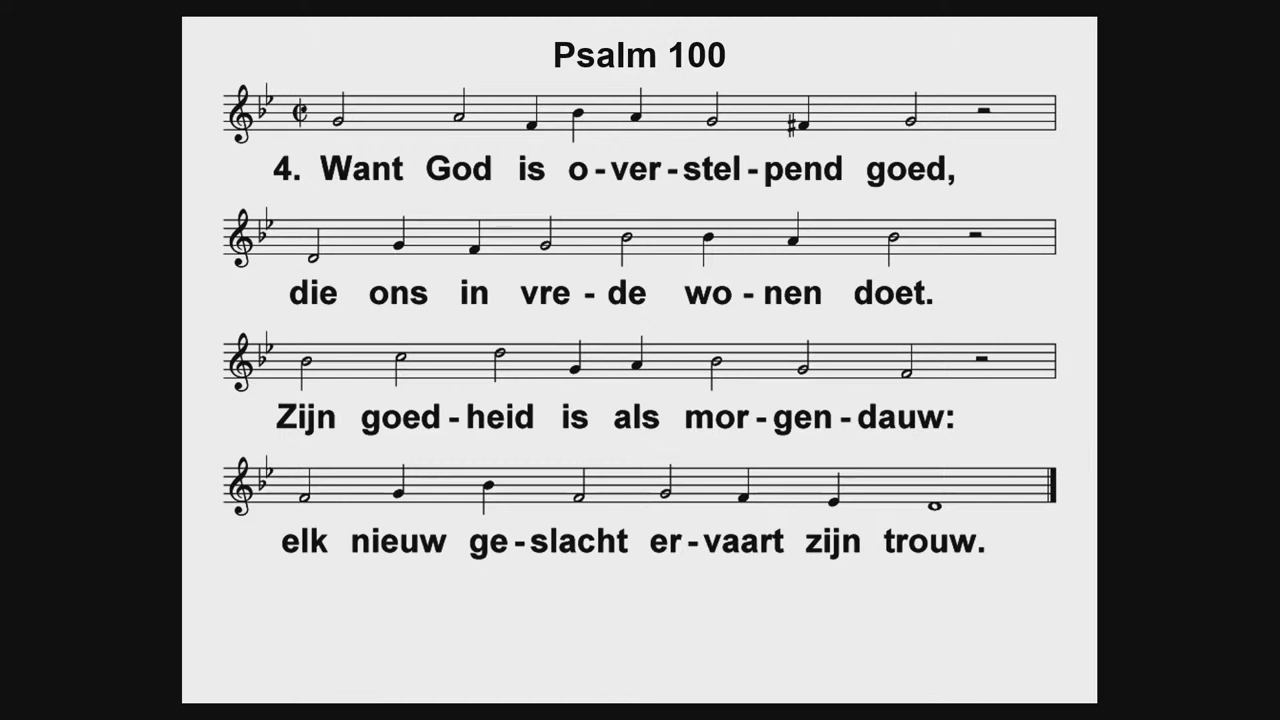 Psalm 100
4. Want God is o-ver-stel-pend goed,
die ons in vre-de wo-nen doet.
Zijn goed-heid is als mor-gen-dauw:
elk nieuw ge-slacht er-vaart zijn trouw.